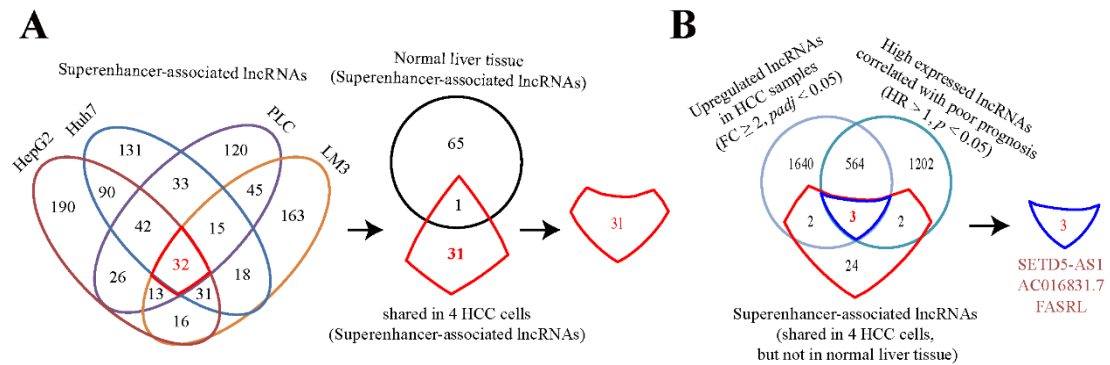 A
Superenhancer-associated lncRNAs
HepG2
Huh7
PLC
LM3
190
131
120
163
90
33
45
42
15
26
32
18
13
31
16
Normal liver tissue
(Superenhancer-associated lncRNAs)
65
1
31
shared in 4 HCC cells
(Superenhancer-associated lncRNAs)
31
B
Upregulated lncRNAs
in HCC samples
(FC ≥ 2, padj < 0.05)
High expressed lncRNAs
correlated with poor prognosis
(HR > 1, p < 0.05)
1640
564
1202
2
3
2
24
Superenhancer-associated lncRNAs
(shared in 4 HCC cells,
but not in normal liver tissue)
3
SETD5-AS1
AC016831.7
FASRL